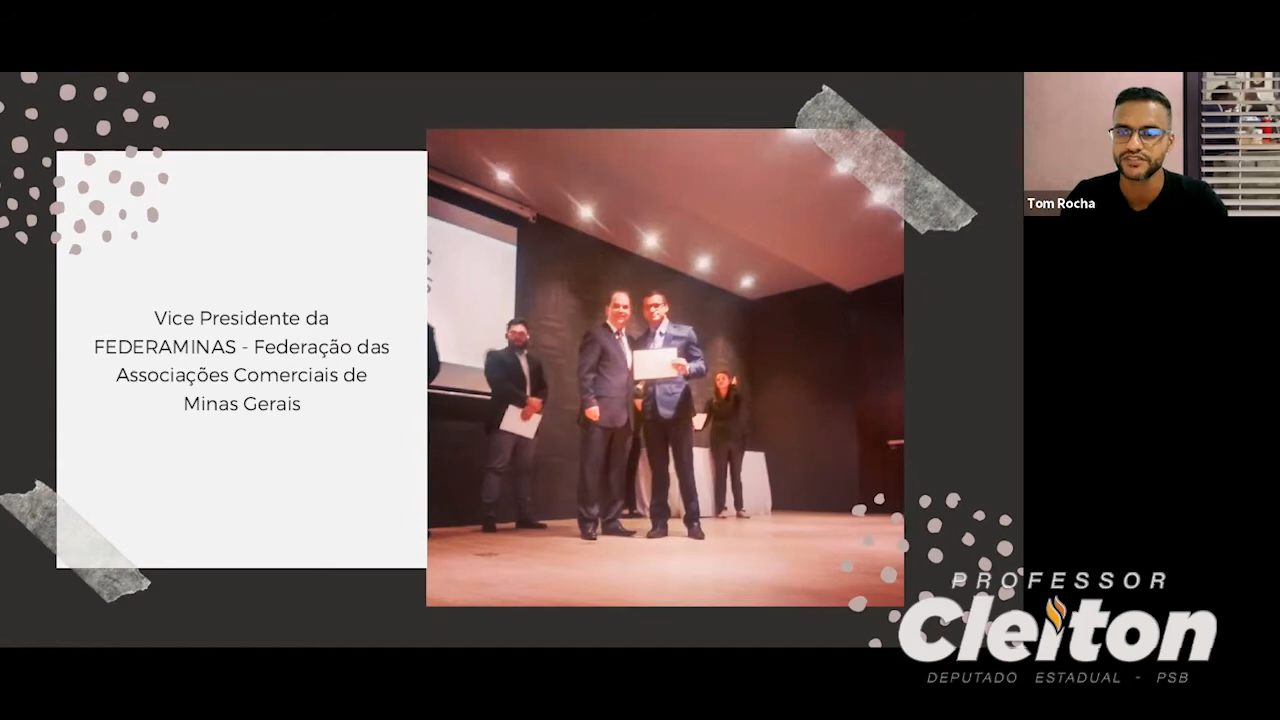 Vice Presidente da
FEDERAMINAS - Federação das
Associações Comerciais de
Minas Gerais
Tom Rocha
PROFESSOR
Cleiton
DEPUTADO ESTADUAL - PSB